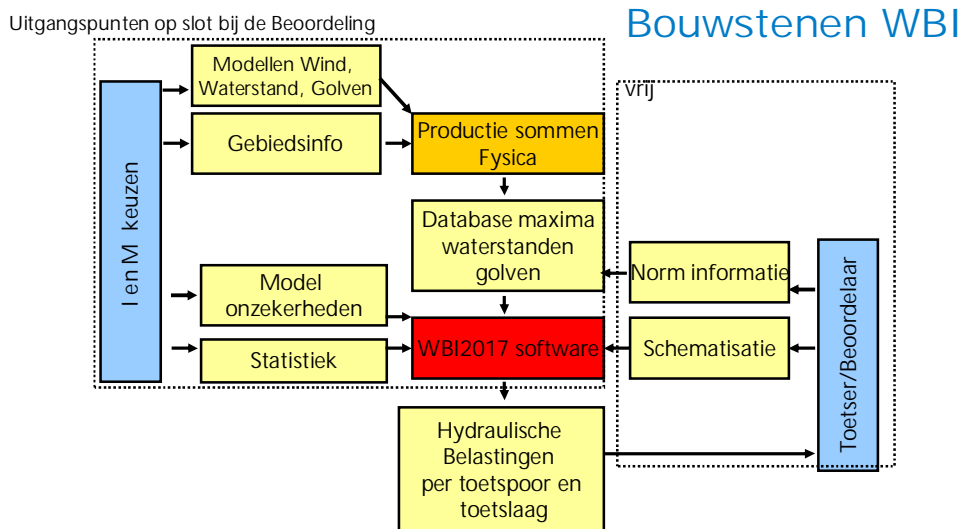 Bouwstenen WBI
Uitgangspunten op slot bij de Beoordeling
I en M keuzen
Modellen Wind,
Waterstand, Golven
Gebiedsinfo
Productie sommen
Fysica
Database maxima
waterstanden
golven
Model
onzekerheden
Statistiek
WBI2017 software
Hydraulische
Belastingen
per toetspoor en
toetslaag
vrij
Norm informatie
Schematisatie
Toetser/Beoordelaar